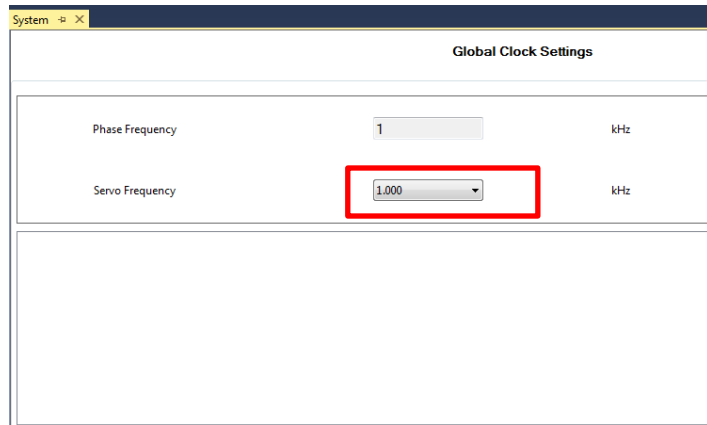 System
Global Clock Settings
Phase Frequency 1 kHz
Servo Frequency 1.000 kHz